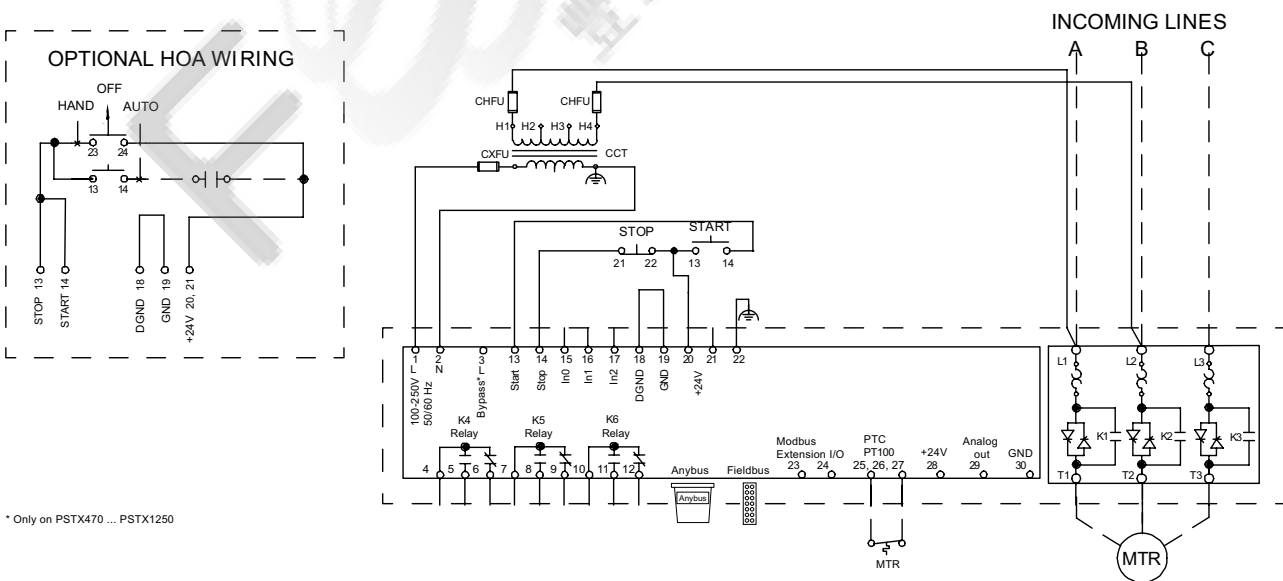 INCOMING LINES
A B C
OPTIONAL HOA WIRING
OFF
HAND AUTO
23 24
13 14
STOP 13
START 14
DGND 18
GND 19
+24V 20, 21
CHFU CHFU
H1 H2 H3 H4
CXFU CCT
STOP START
21 22 13 14
1 2 3 13 14 15 16 17 18 19 20 21 22
L
N
100-250V
50/60 Hz
Bypass* L
Start
Stop
In0
In1
In2
DGND
GND
+24V
K4
Relay
K5
Relay
K6
Relay
4 5 6 7 8 9 10 11 12
Anybus
Anybus
Fieldbus
Modbus
Extension I/O
23 24
PTC
PT100
25, 26, 27
+24V
28
Analog
out
29
GND
30
MTR
L1 L2 L3
K1 K2 K3
T1 T2 T3
MTR
* Only on PSTX470 ... PSTX1250